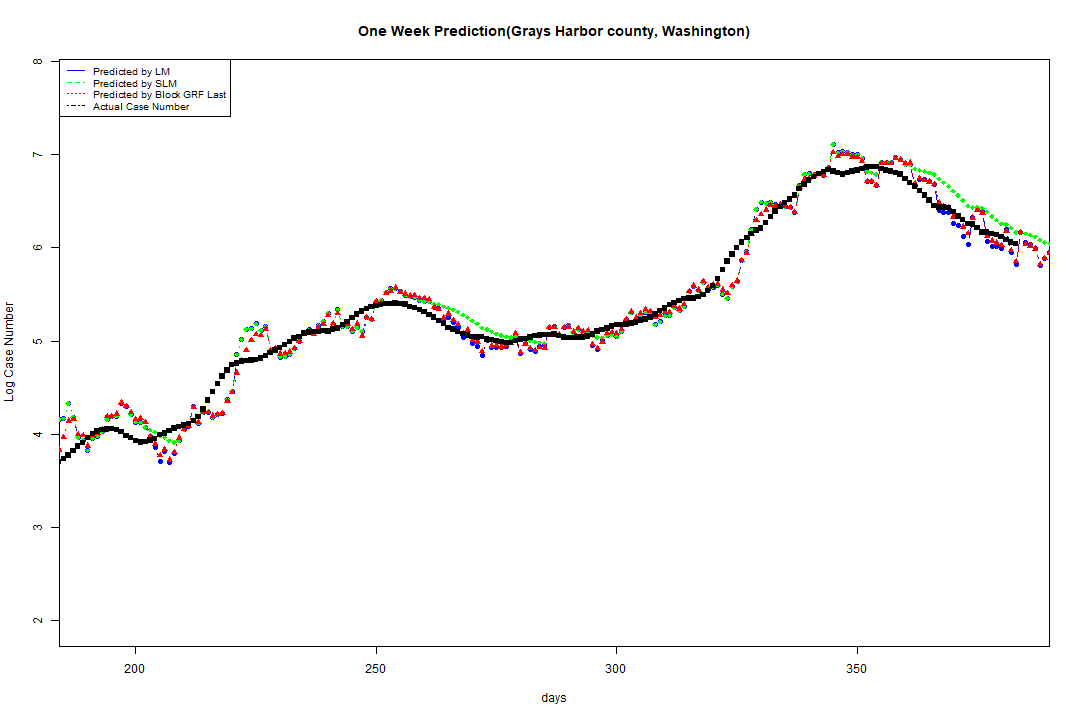 One Week Prediction(Grays Harbor county, Washington)
Predicted by LM
Predicted by SLM
Predicted by Block GRF Last
Actual Case Number
8
7
6
5
4
3
2
Log Case Number
200 250 300 350
days